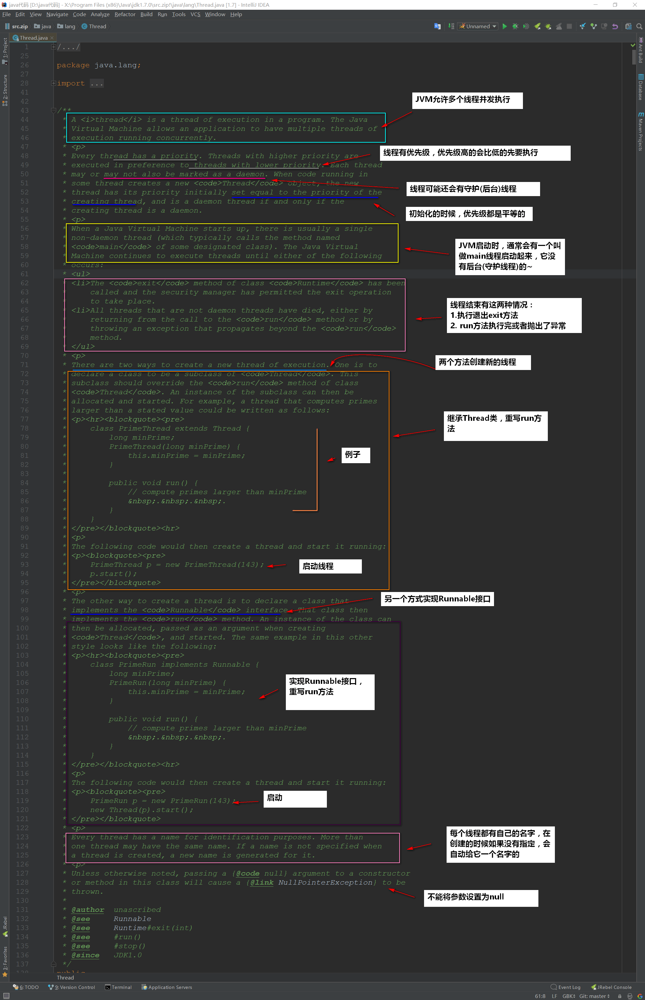 java代码 [D:\java代码] - X:\Program Files (x86)\Java\jdk1.7.0\src.zip!\java\lang\Thread.java [1.7] - IntelliJ IDEA
File Edit View Navigate Code Analyze Refactor Build Run Tools VCS Window Help
src.zip java lang Thread Unnamed
Thread.java
1: Project
2: Structure
JRebel
3: Favorites
Ant Build
Database
Maven Projects
1 /.../
25
26 package java.lang;
27
28 import ...
41
42
43 /**
JVM允许多个线程并发执行
44 * A <i>thread</i> is a thread of execution in a program. The Java
45 * Virtual Machine allows an application to have multiple threads of
46 * execution running concurrently.
47 * <p>
线程有优先级，优先级高的会比低的先要执行
48 * Every thread has a priority. Threads with higher priority are
49 * executed in preference to threads with lower priority. Each thread
50 * may or may not also be marked as a daemon. When code running in
51 * some thread creates a new <code>Thread</code> object, the new
线程可能还会有守护(后台)线程
52 * thread has its priority initially set equal to the priority of the
53 * creating thread, and is a daemon thread if and only if the
54 * creating thread is a daemon.
初始化的时候，优先级都是平等的
55 * <p>
56 * When a Java Virtual Machine starts up, there is usually a single
57 * non-daemon thread (which typically calls the method named
58 * <code>main</code> of some designated class). The Java Virtual
59 * Machine continues to execute threads until either of the following
60 * occurs:
JVM启动时，通常会有一个叫
做main线程启动起来，它没
有后台(守护线程)的~
61 * <ul>
62 * <li>The <code>exit</code> method of class <code>Runtime</code> has been
63 * called and the security manager has permitted the exit operation
64 * to take place.
65 * <li>All threads that are not daemon threads have died, either by
66 * returning from the call to the <code>run</code> method or by
67 * throwing an exception that propagates beyond the <code>run</code>
68 * method.
69 * </ul>
线程结束有这两种情况：
1.执行退出exit方法
2. run方法执行完或者抛出了异常
70 * <p>
71 * There are two ways to create a new thread of execution. One is to
两个方法创建新的线程
72 * declare a class to be a subclass of <code>Thread</code>. This
73 * subclass should override the <code>run</code> method of class
74 * <code>Thread</code>. An instance of the subclass can then be
75 * allocated and started. For example, a thread that computes primes
76 * larger than a stated value could be written as follows:
77 * <p><hr><blockquote><pre>
继承Thread类，重写run方
法
78 * class PrimeThread extends Thread {
79 * long minPrime;
80 * PrimeThread(long minPrime) {
81 * this.minPrime = minPrime;
例子
82 * }
83 *
84 * public void run() {
85 * // compute primes larger than minPrime
86 * &nbsp;.&nbsp;.&nbsp;.
87 * }
88 * }
89 * </pre></blockquote><hr>
90 * <p>
91 * The following code would then create a thread and start it running:
92 * <p><blockquote><pre>
93 * PrimeThread p = new PrimeThread(143);
启动线程
94 * p.start();
95 * </pre></blockquote>
96 * <p>
97 * The other way to create a thread is to declare a class that
另一个方式实现Runnable接口
98 * implements the <code>Runnable</code> interface. That class then
99 * implements the <code>run</code> method. An instance of the class can
100 * then be allocated, passed as an argument when creating
101 * <code>Thread</code>, and started. The same example in this other
102 * style looks like the following:
103 * <p><hr><blockquote><pre>
104 * class PrimeRun implements Runnable {
105 * long minPrime;
106 * PrimeRun(long minPrime) {
107 * this.minPrime = minPrime;
实现Runnable接口，
重写run方法
108 * }
109 *
110 * public void run() {
111 * // compute primes larger than minPrime
112 * &nbsp;.&nbsp;.&nbsp;.
113 * }
114 * }
115 * </pre></blockquote><hr>
116 * <p>
117 * The following code would then create a thread and start it running:
118 * <p><blockquote><pre>
119 * PrimeRun p = new PrimeRun(143);
启动
120 * new Thread(p).start();
121 * </pre></blockquote>
122 * <p>
123 * Every thread has a name for identification purposes. More than
124 * one thread may have the same name. If a name is not specified when
125 * a thread is created, a new name is generated for it.
每个线程都有自己的名字，在
创建的时候如果没有指定，会
自动给它一个名字的
126 * <p>
127 * Unless otherwise noted, passing a {@code null} argument to a constructor
128 * or method in this class will cause a {@link NullPointerException} to be
129 * thrown.
不能将参数设置为null
130 *
131 * @author unascribed
132 * @see Runnable
133 * @see Runtime#exit(int)
134 * @see #run()
135 * @see #stop()
136 * @since JDK1.0
137 */
138 public
Thread
6: TODO 9: Version Control Terminal Application Servers Event Log JRebel Console
61:8 LF GBK Git: master